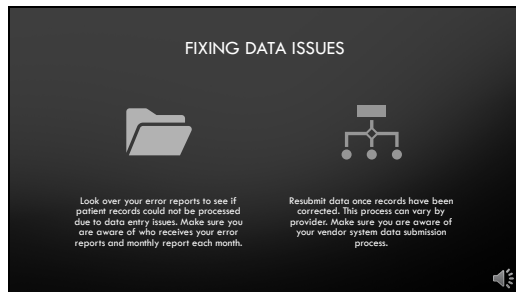 FIXING DATA ISSUES
Look over your error reports to see if
patient records could not be processed
due to data entry issues. Make sure you
are aware of who receives your error
reports and monthly report each month.
Resubmit data once records have been
corrected. This process can vary by
provider. Make sure you are aware of
your vendor system data submission
process.